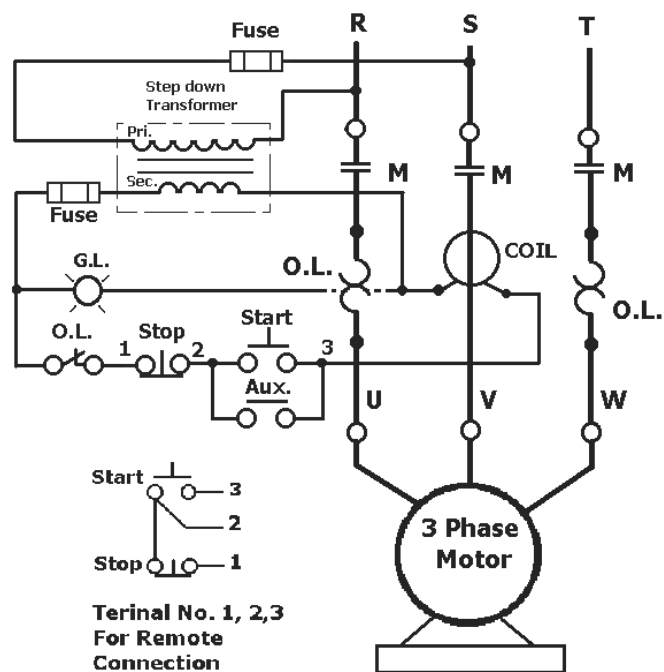 R
S
T
Fuse
Step down
Transformer
Pri.
M
M
M
Sec.
Fuse
COIL
G.L.
O.L.
O.L.
O.L.
Stop
Start
1
2
3
Aux.
U
V
W
Start
3
2
Stop
1
3 Phase
Motor
Terinal No. 1, 2,3
For Remote
Connection